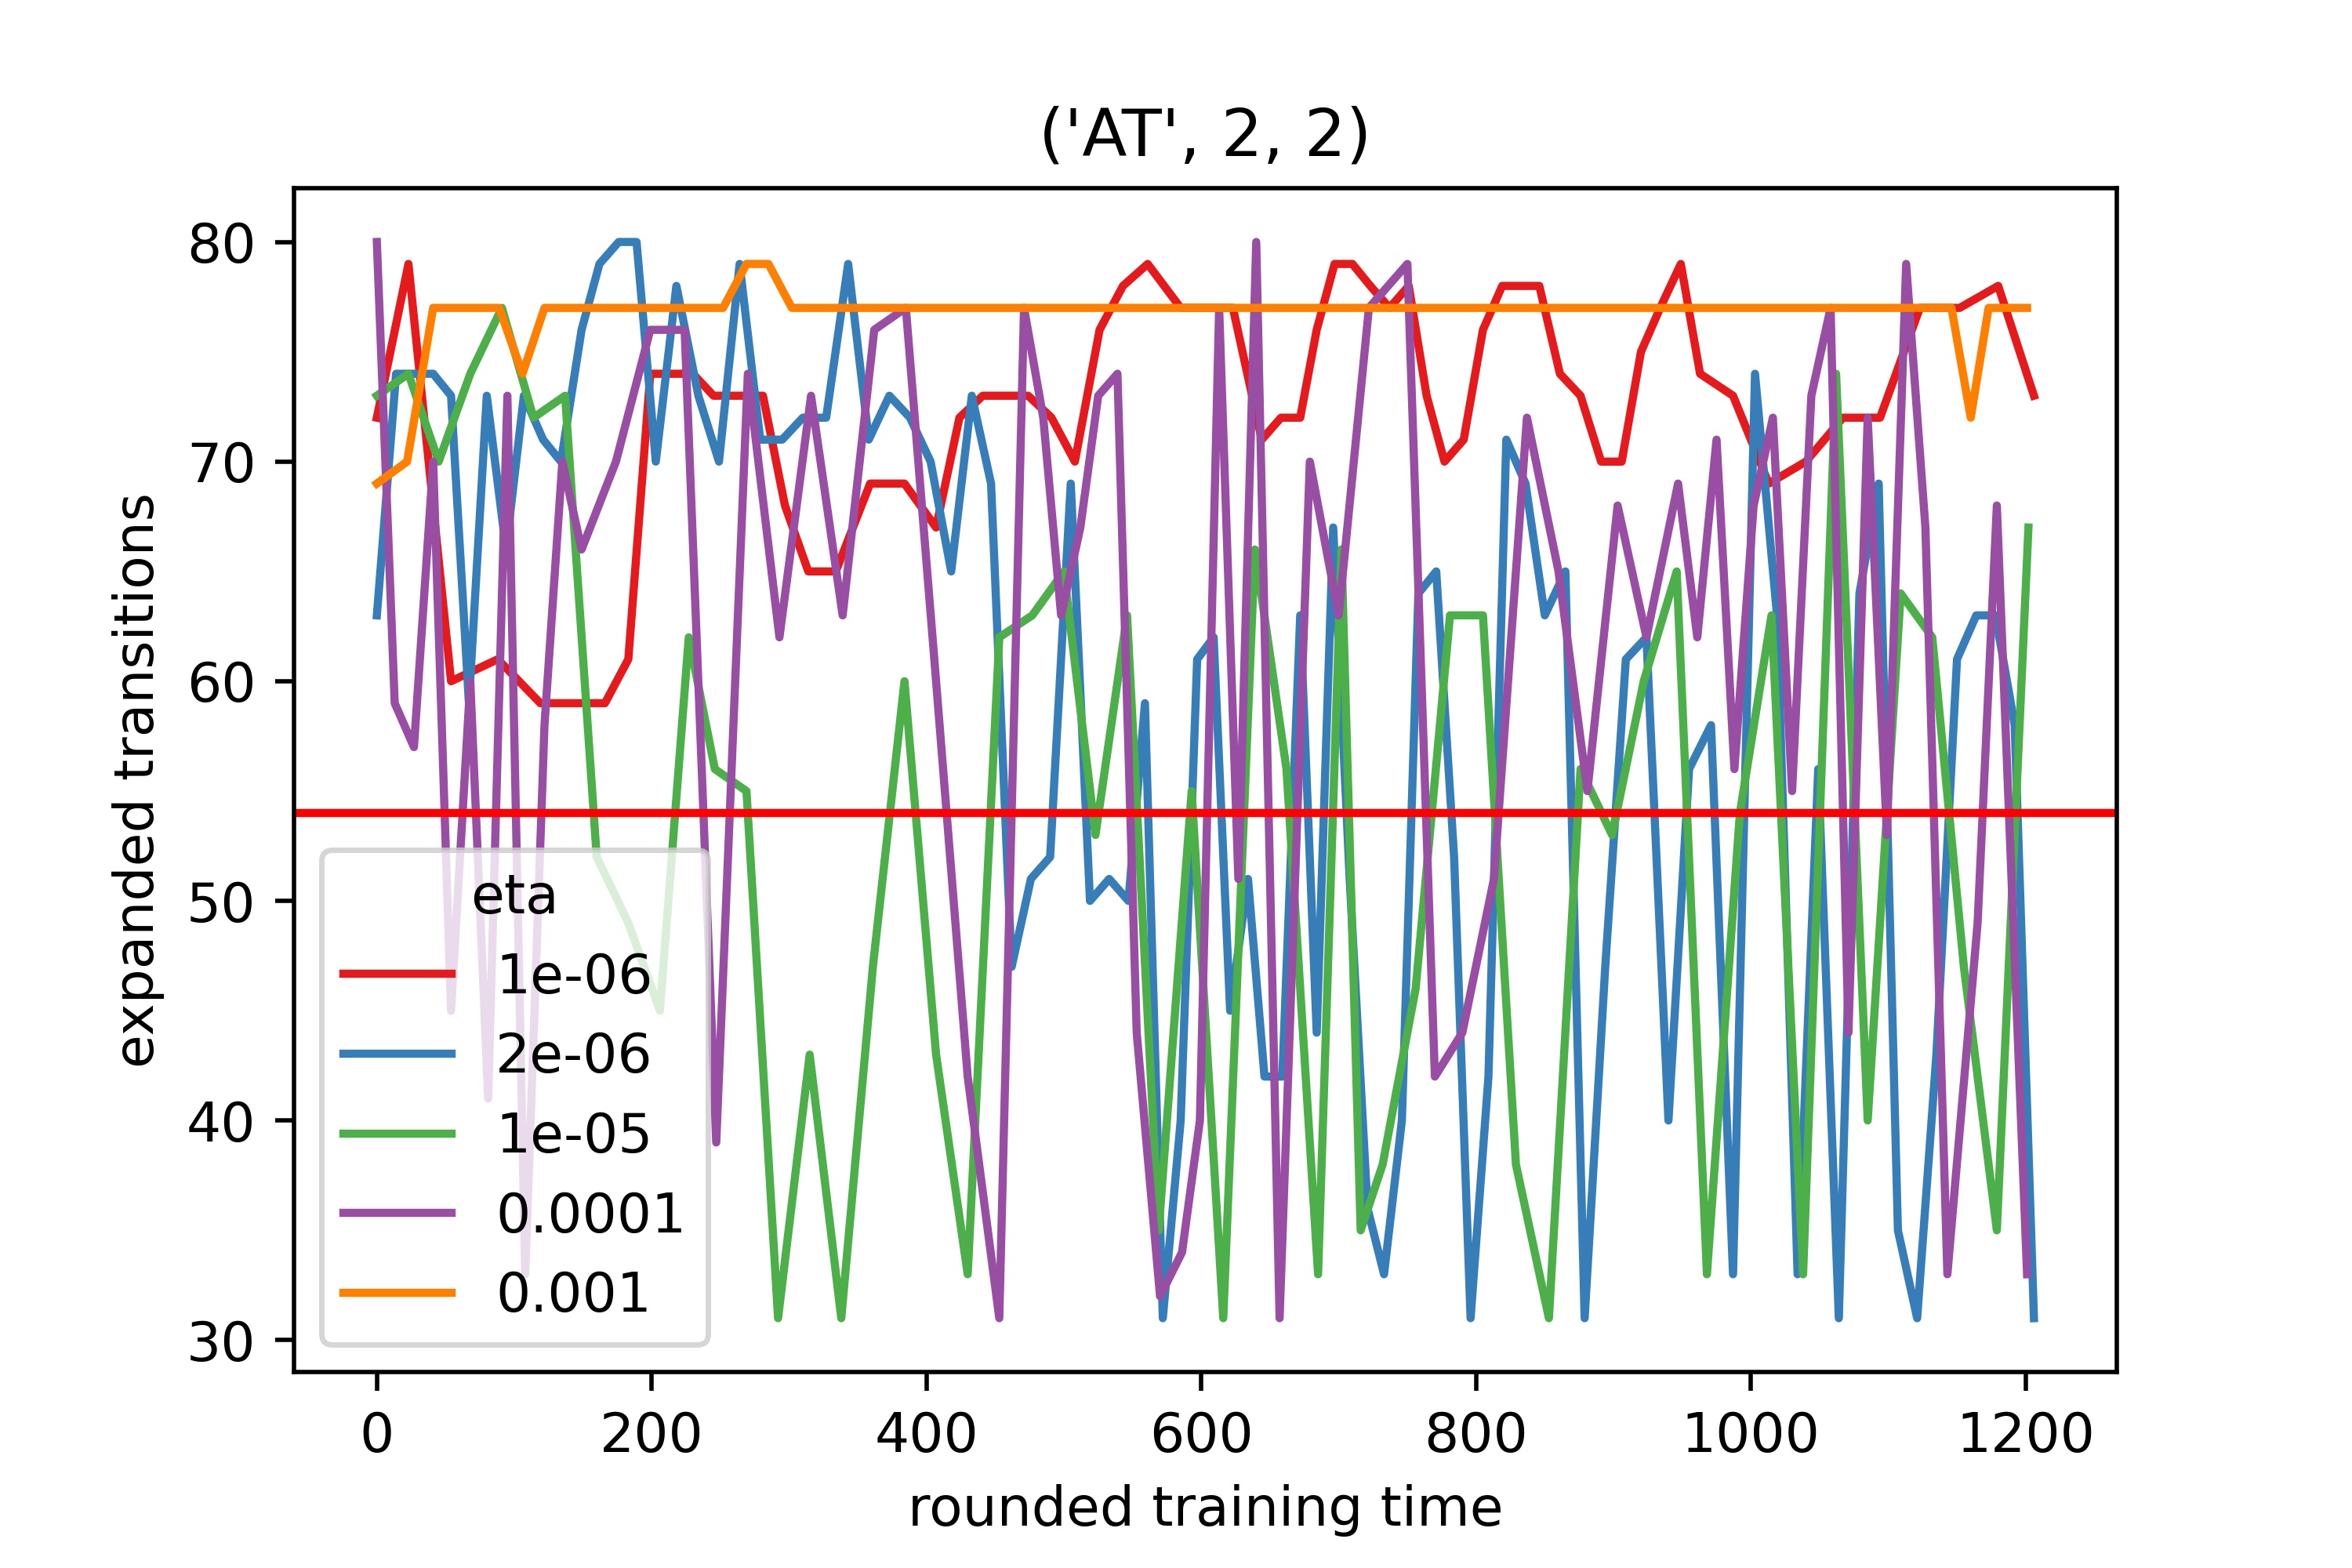 ('AT', 2, 2)
80
70
60
50
40
30
expanded transitions
eta
1e-06
2e-06
1e-05
0.0001
0.001
0 200 400 600 800 1000 1200
rounded training time